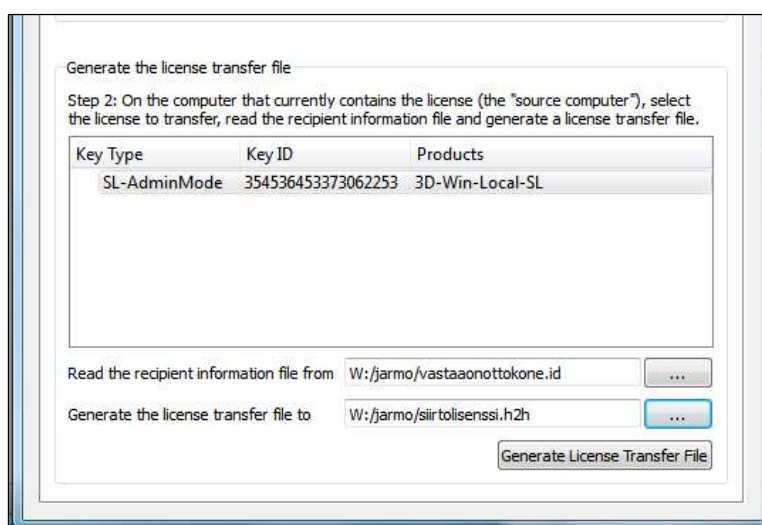 Generate the license transfer file
Step 2: On the computer that currently contains the license (the "source computer"), select
the license to transfer, read the recipient information file and generate a license transfer file.
Key Type Key ID Products
SL-AdminMode 354536453373062253 3D-Win-Local-SL
Read the recipient information file from W:/jarmo/vastaaonottokone.id ...
Generate the license transfer file to W:/jarmo/siirtolisenssi.h2h ...
Generate License Transfer File